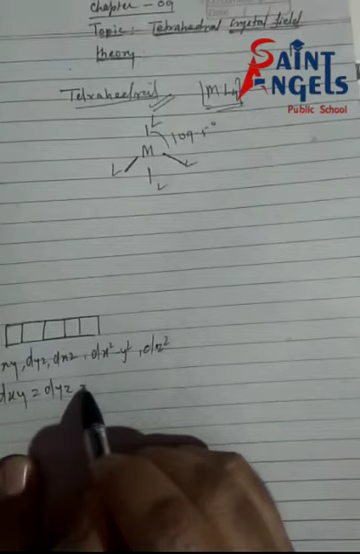 Chapter - 09
Topic: Tetrahedral Crystal field
theory
Tetrahedral [ML4]
SAINT
ANGELS
Public School
L
109.5°
M
L L
L
xy, dyz, dxz, dx²-y², dz²
dxy = dyz =